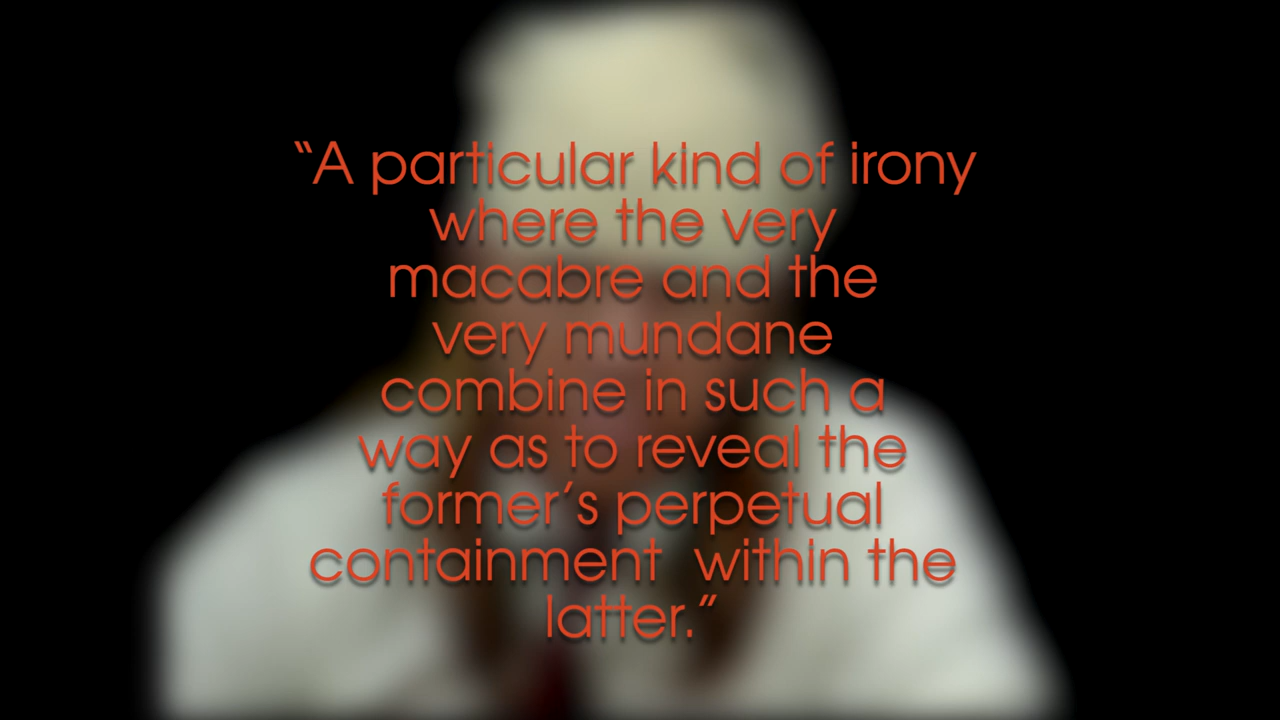 “A particular kind of irony
where the very
macabre and the
very mundane
combine in such a
way as to reveal the
former’s perpetual
containment  within the
latter.”